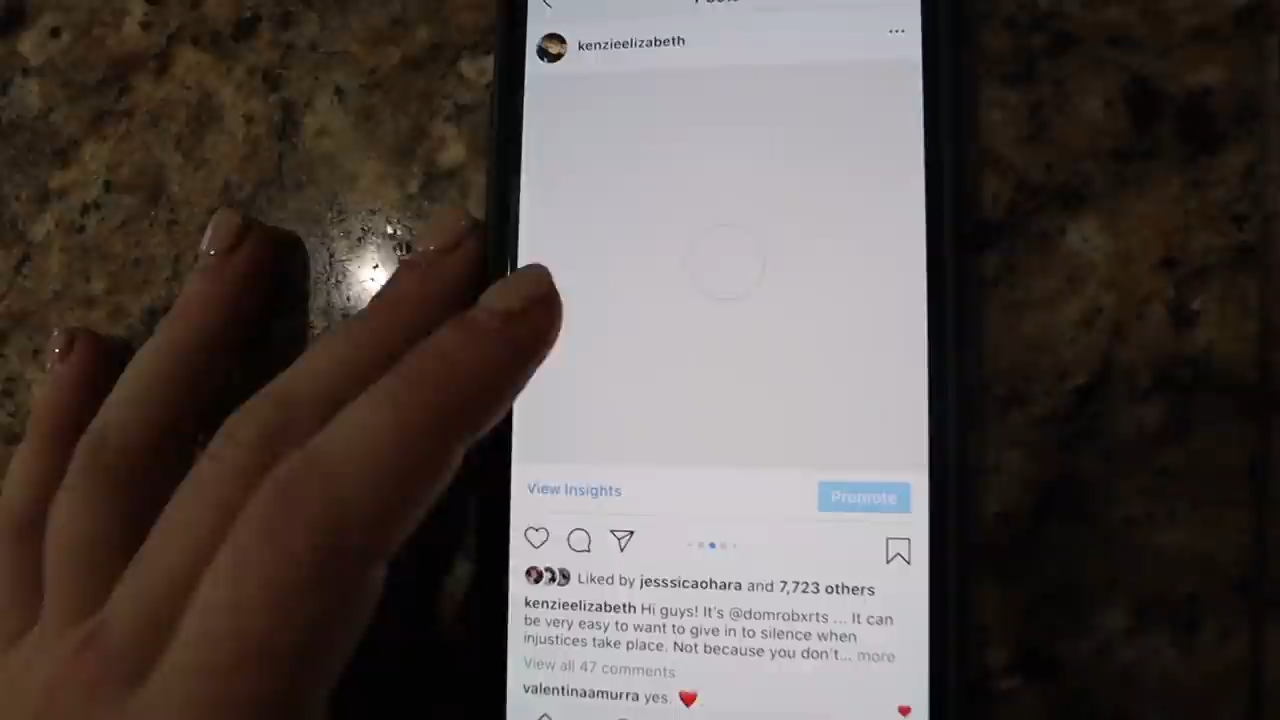 kenzieelizabeth
View Insights
Promote
Liked by jesssicaohara and 7,723 others
kenzieelizabeth Hi guys! It's @domrobxrts ... It can
be very easy to want to give in to silence when
injustices take place. Not because you don't... more
View all 47 comments
valentinaamurra yes. ❤️